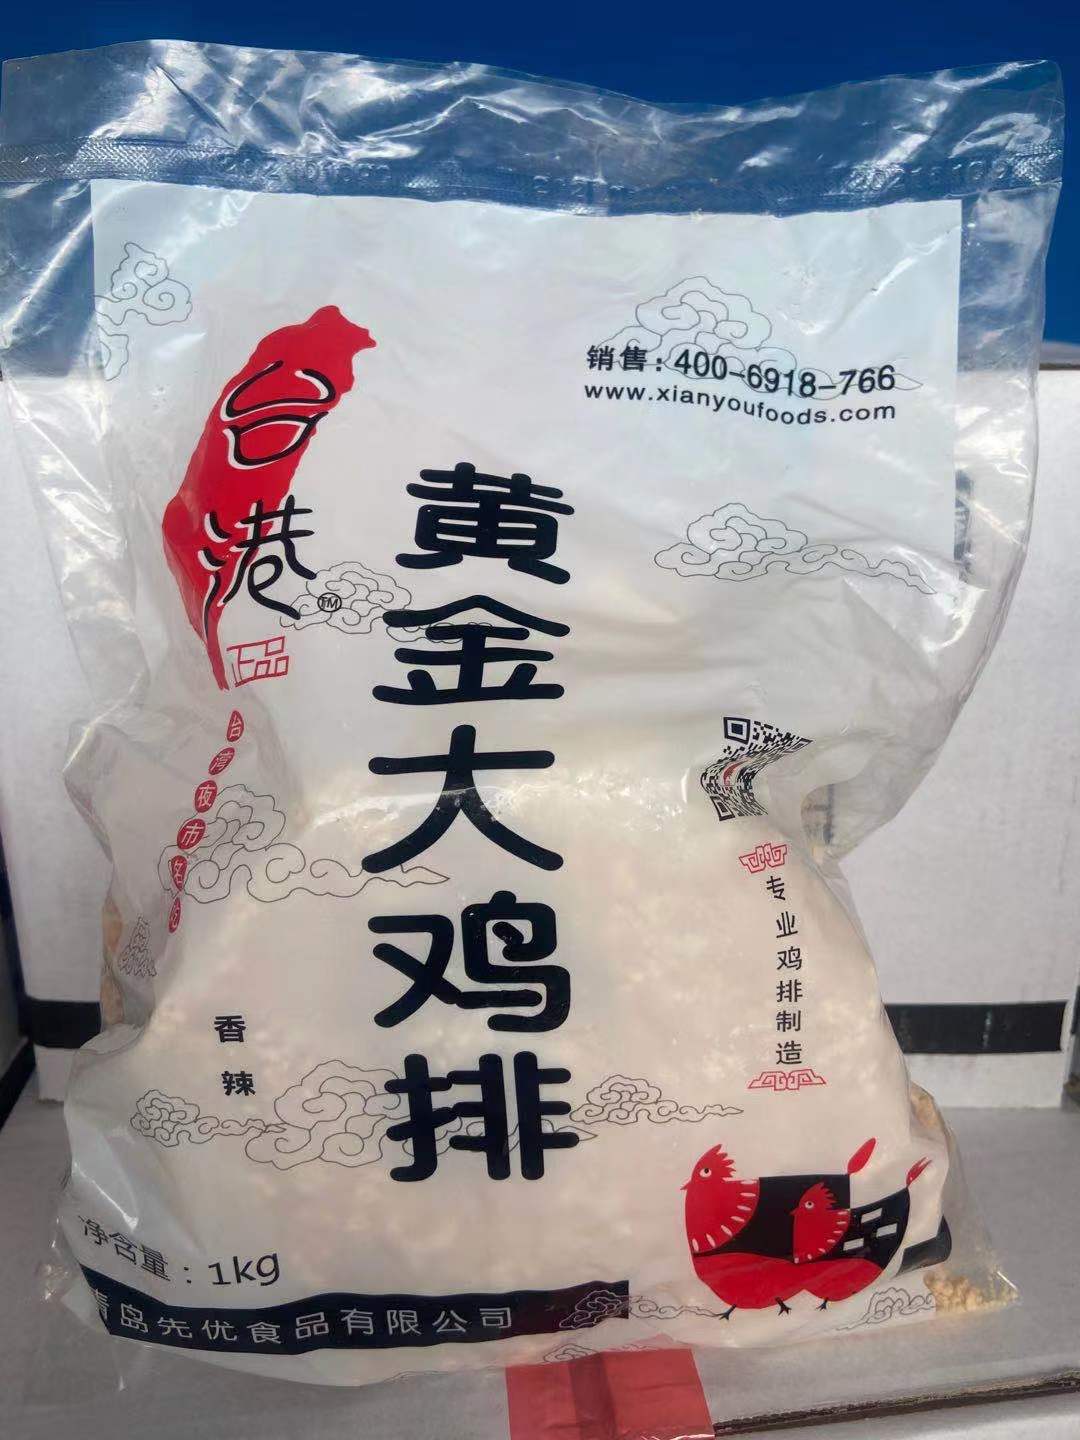 销售：400-6918-766
www.xianyoufoods.com
台港
TM
正品
黄金大鸡排
台湾夜市名吃
专业鸡排制造
香辣
净含量：1kg
青岛先优食品有限公司